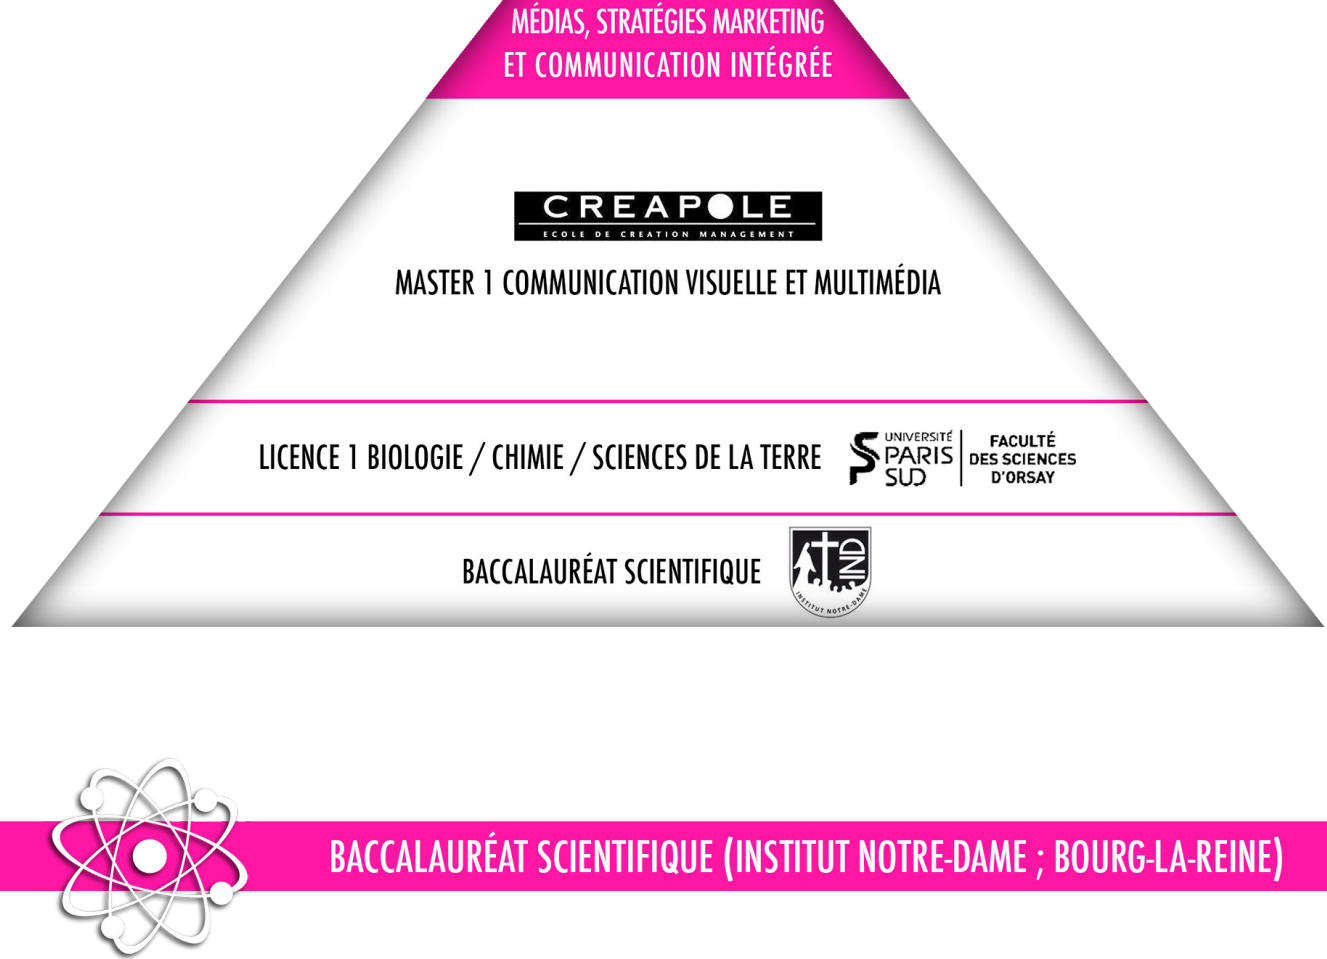 MÉDIAS, STRATÉGIES MARKETING
ET COMMUNICATION INTÉGRÉE
CREAPOLE
ECOLE DE CREATION MANAGEMENT
MASTER 1 COMMUNICATION VISUELLE ET MULTIMÉDIA
LICENCE 1 BIOLOGIE / CHIMIE / SCIENCES DE LA TERRE
UNIVERSITÉ
PARIS
SUD
FACULTÉ
DES SCIENCES
D'ORSAY
BACCALAURÉAT SCIENTIFIQUE
IND
INSTITUT NOTRE-DAME
BACCALAURÉAT SCIENTIFIQUE (INSTITUT NOTRE-DAME ; BOURG-LA-REINE)